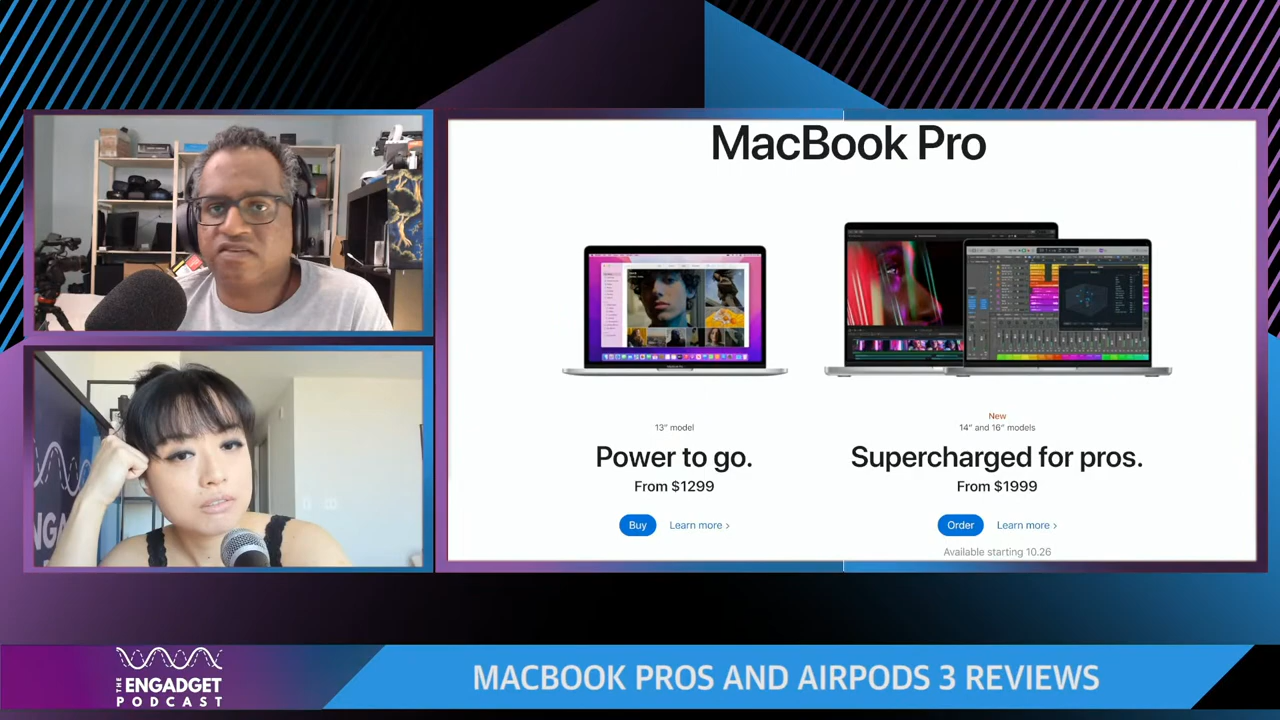 MacBook Pro
13" model
Power to go.
From $1299
Buy
Learn more >
New
14" and 16" models
Supercharged for pros.
From $1999
Order
Learn more >
Available starting 10.26
ENGA
THE
ENGADGET
PODCAST
MACBOOK PROS AND AIRPODS 3 REVIEWS